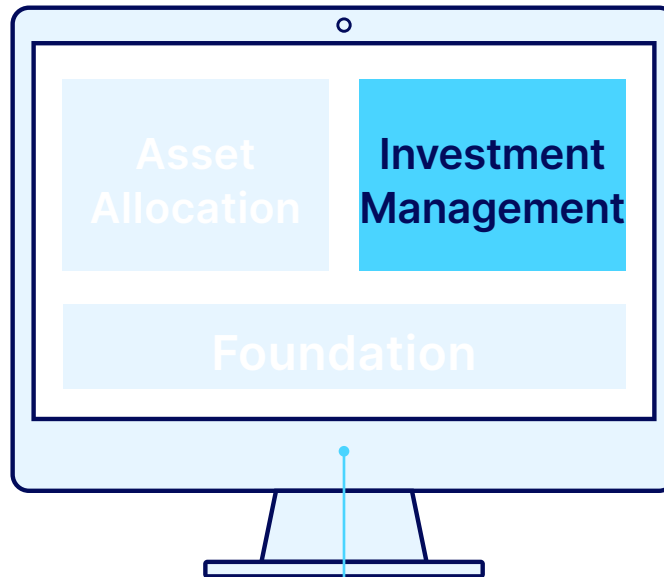 Asset
Allocation
Investment
Management
Foundation